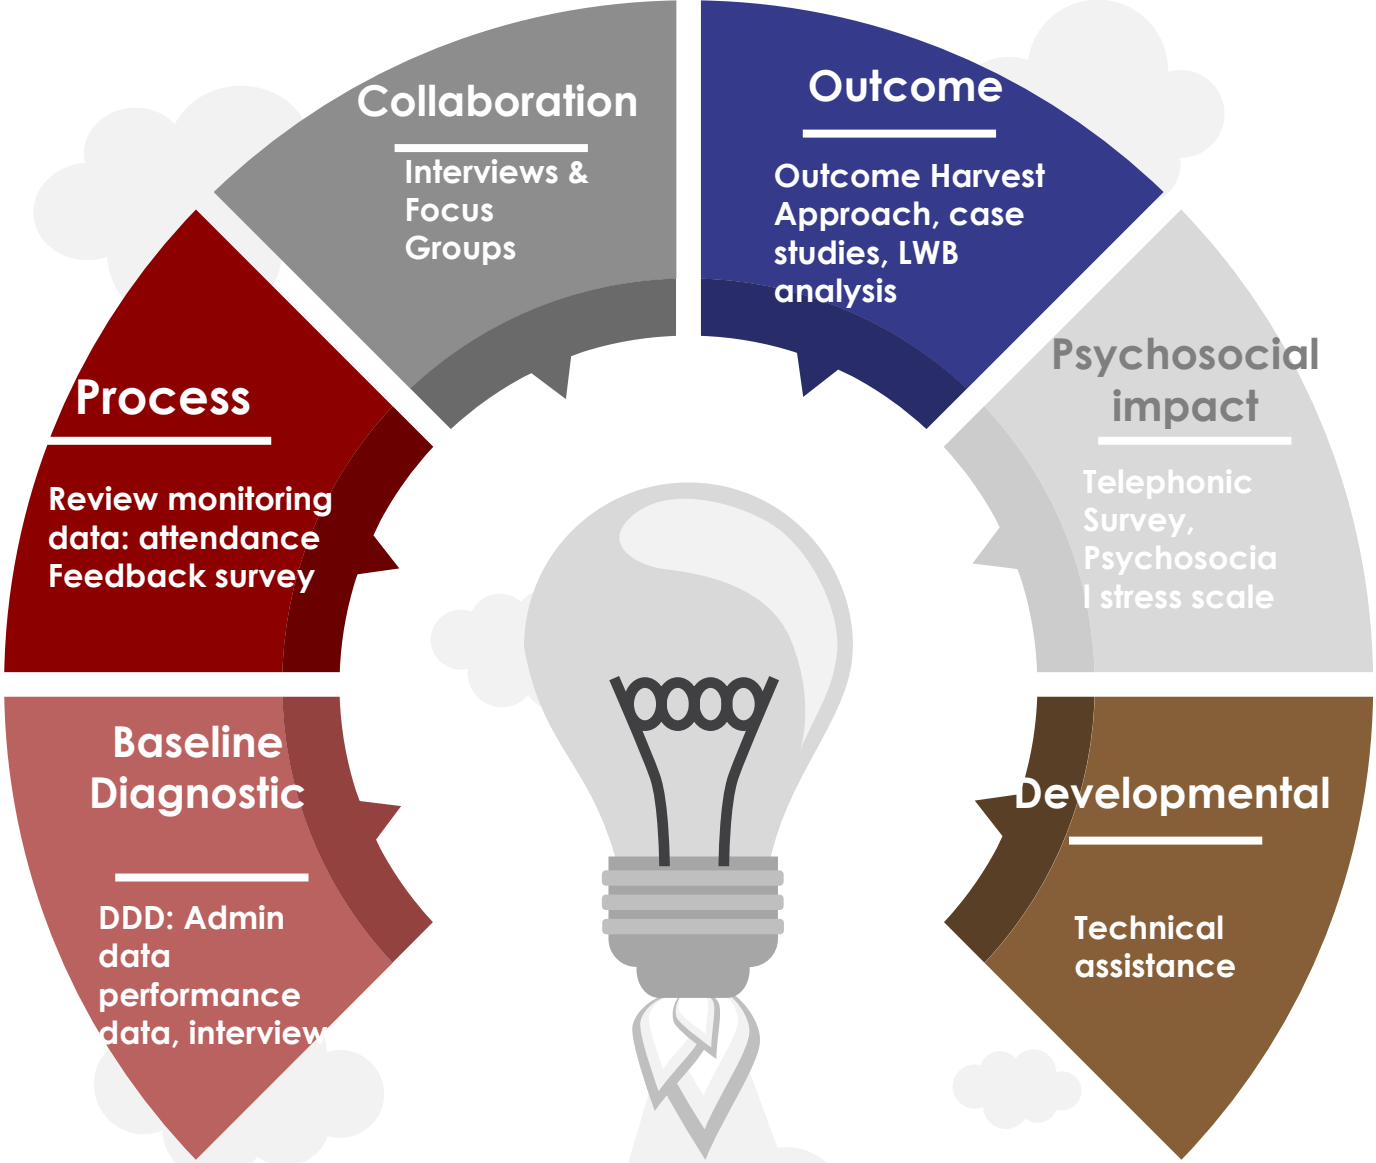 Collaboration
Interviews &
Focus
Groups
Outcome
Outcome Harvest
Approach, case
studies, LWB
analysis
Process
Review monitoring
data: attendance
Feedback survey
Psychosocial
impact
Telephonic
Survey,
Psychosocia
l stress scale
Baseline
Diagnostic
DDD: Admin
data
performance
data, interview
Developmental
Technical
assistance